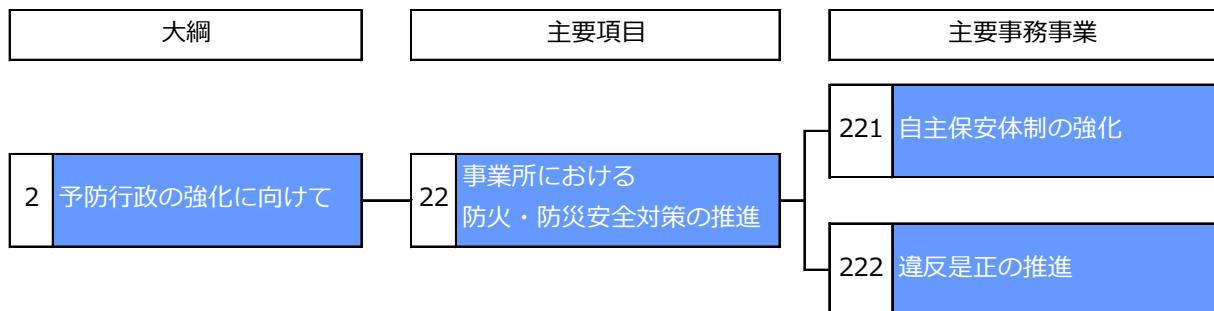 大綱
主要項目
主要事務事業
2
予防行政の強化に向けて
22
事業所における
防火・防災安全対策の推進
221
自主保安体制の強化
222
違反是正の推進